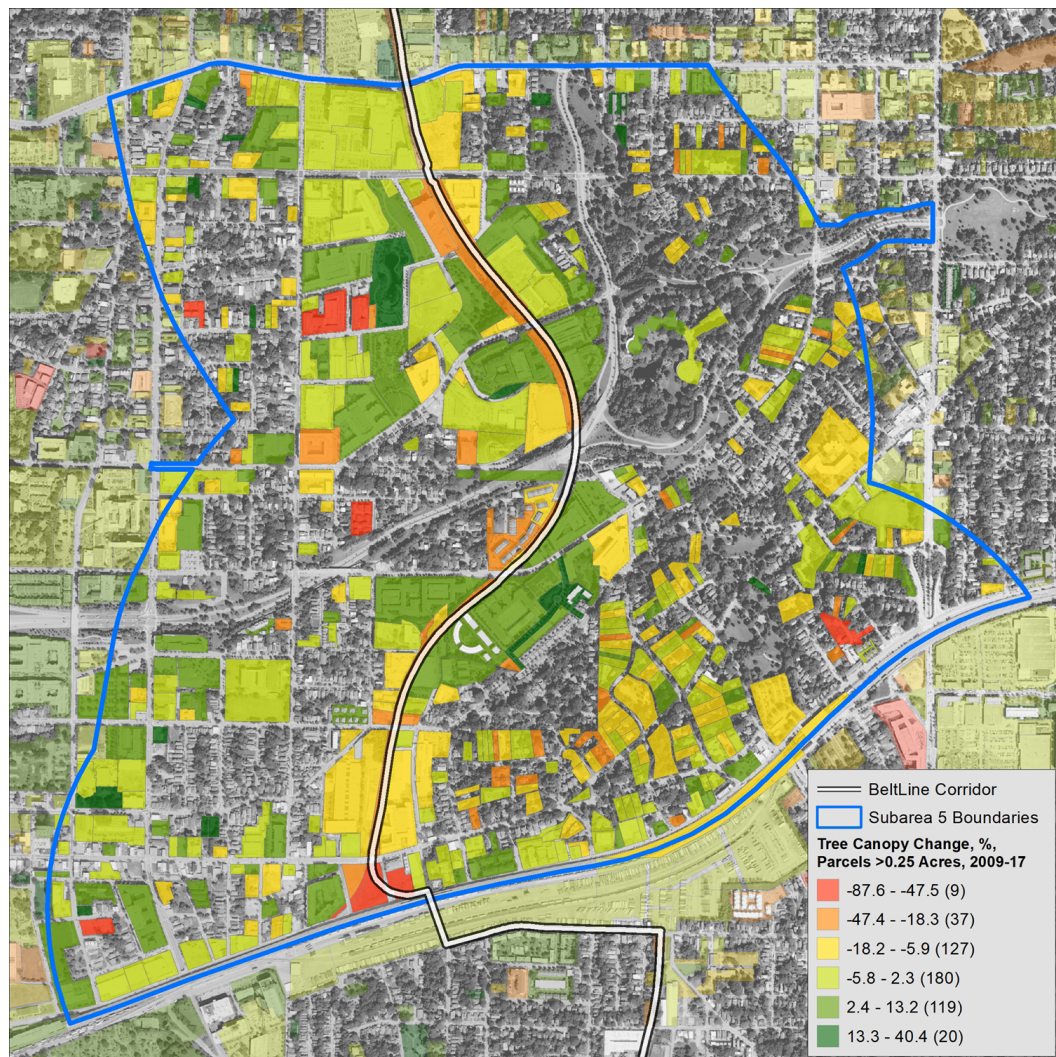 BeltLine Corridor
Subarea 5 Boundaries
Tree Canopy Change, %,
Parcels >0.25 Acres, 2009-17
-87.6 - -47.5 (9)
-47.4 - -18.3 (37)
-18.2 - -5.9 (127)
-5.8 - 2.3 (180)
2.4 - 13.2 (119)
13.3 - 40.4 (20)